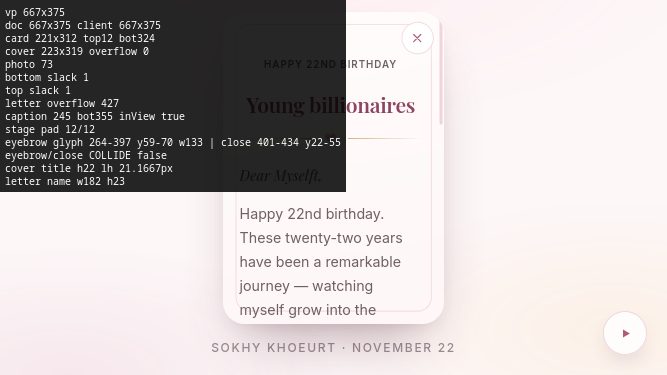 vp 667x375
doc 667x375 client 667x375
card 221x312 top12 bot324
cover 223x319 overflow 0
photo 73
bottom slack 1
top slack 1
letter overflow 427
caption 245 bot355 inView true
stage pad 12/12
eyebrow glyph 264-397 y59-70 w133 | close 401-434 y22-55
eyebrow/close COLLIDE false
cover title h22 lh 21.1667px
letter name w182 h23
HAPPY 22ND BIRTHDAY
Young billionaires
Dear Myselft,
Happy 22nd birthday.
These twenty-two years
have been a remarkable
journey — watching
myself grow into the
SOKHY KHOEURT · NOVEMBER 22